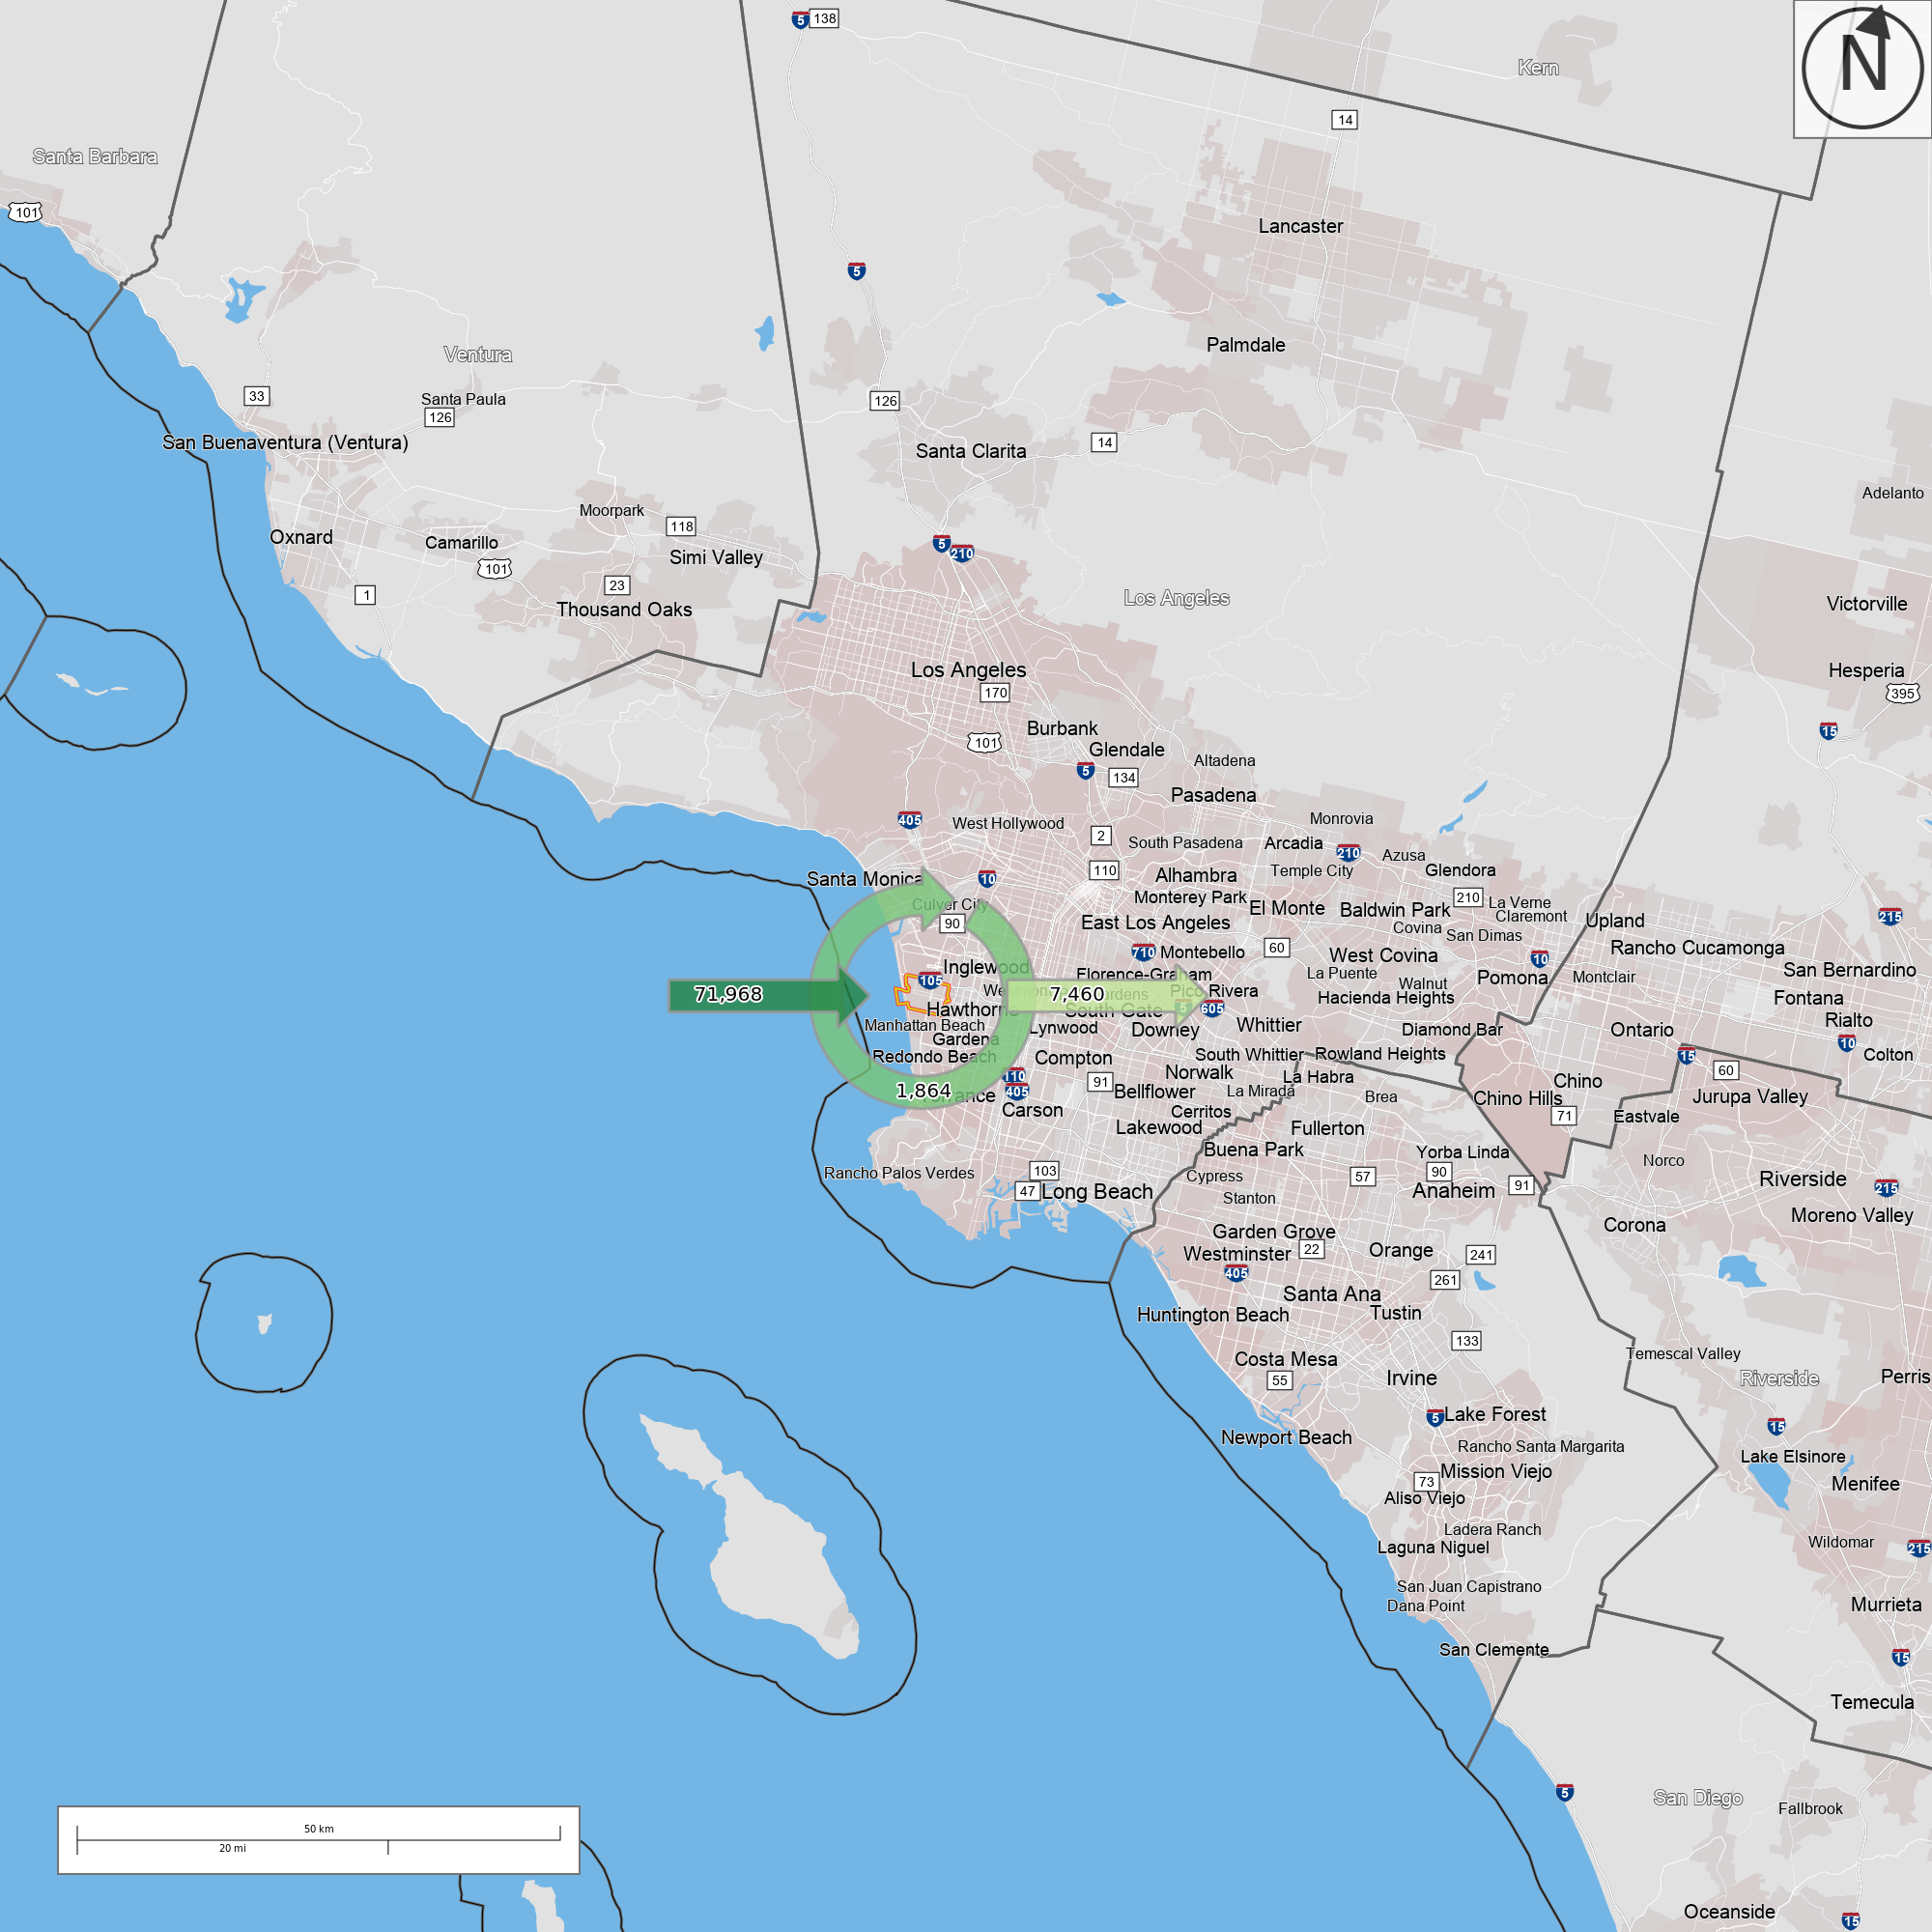 5 138
N
Kern
14
Santa Barbara
101
Lancaster
5
Palmdale
Ventura
33
Santa Paula
126
126
San Buenaventura (Ventura)
14
Santa Clarita
Adelanto
Moorpark
118
Oxnard
Camarillo
5
210
Simi Valley
101
23
1
Los Angeles
Victorville
Thousand Oaks
Los Angeles
Hesperia
170
395
Burbank
15
101
Glendale
Altadena
5
134
Pasadena
405
West Hollywood
Monrovia
2
South Pasadena
Arcadia
210
Azusa
110
Temple City
Glendora
Santa Monica
10
Alhambra
Monterey Park
210
La Verne
Culver City
El Monte
Baldwin Park
Claremont
215
90
East Los Angeles
Covina
San Dimas
Upland
60
Rancho Cucamonga
710
Montebello
West Covina
10
Inglewood
Florence-Graham
La Puente
Pomona
Montclair
San Bernardino
105
Walnut
71,968
7,460
Pico Rivera
Hacienda Heights
Fontana
Hawthorne
South Gate
5
605
Rialto
Manhattan Beach
Lynwood
Downey
Whittier
Diamond Bar
Ontario
Gardena
10
Redondo Beach
Compton
South Whittier
Rowland Heights
15
Colton
110
Norwalk
La Habra
60
405
91
Bellflower
La Mirada
Brea
Chino
1,864
Torrance
Chino Hills
Jurupa Valley
Carson
Cerritos
71
Eastvale
Lakewood
Fullerton
Buena Park
Yorba Linda
Norco
Rancho Palos Verdes
103
Cypress
57
90
Riverside
47
Long Beach
Stanton
Anaheim
91
215
Moreno Valley
Garden Grove
Corona
Westminster
22
Orange
241
405
261
Santa Ana
Huntington Beach
Tustin
133
Temescal Valley
Costa Mesa
Riverside
Perris
55
Irvine
5
Lake Forest
15
Newport Beach
Rancho Santa Margarita
Lake Elsinore
73
Mission Viejo
Menifee
Aliso Viejo
Ladera Ranch
Wildomar
Laguna Niguel
215
San Juan Capistrano
Dana Point
Murrieta
San Clemente
15
Temecula
5
San Diego
Fallbrook
50 km
20 mi
Oceanside
15